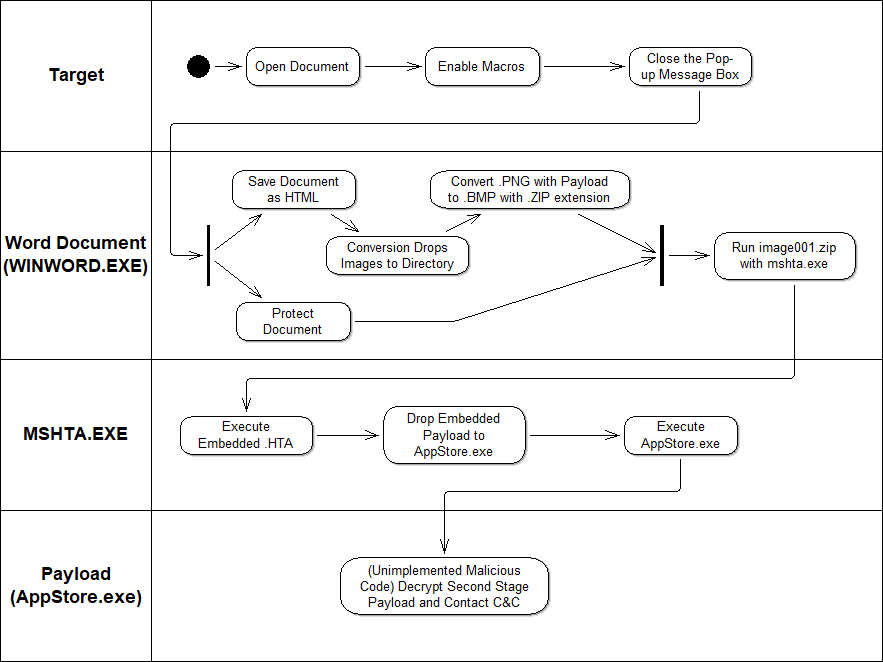 Target
Open Document
Enable Macros
Close the Pop-
up Message Box
Word Document
(WINWORD.EXE)
Save Document
as HTML
Convert .PNG with Payload
to .BMP with .ZIP extension
Conversion Drops
Images to Directory
Run image001.zip
with mshta.exe
Protect
Document
MSHTA.EXE
Execute
Embedded .HTA
Drop Embedded
Payload to
AppStore.exe
Execute
AppStore.exe
Payload
(AppStore.exe)
(Unimplemented Malicious
Code) Decrypt Second Stage
Payload and Contact C&C